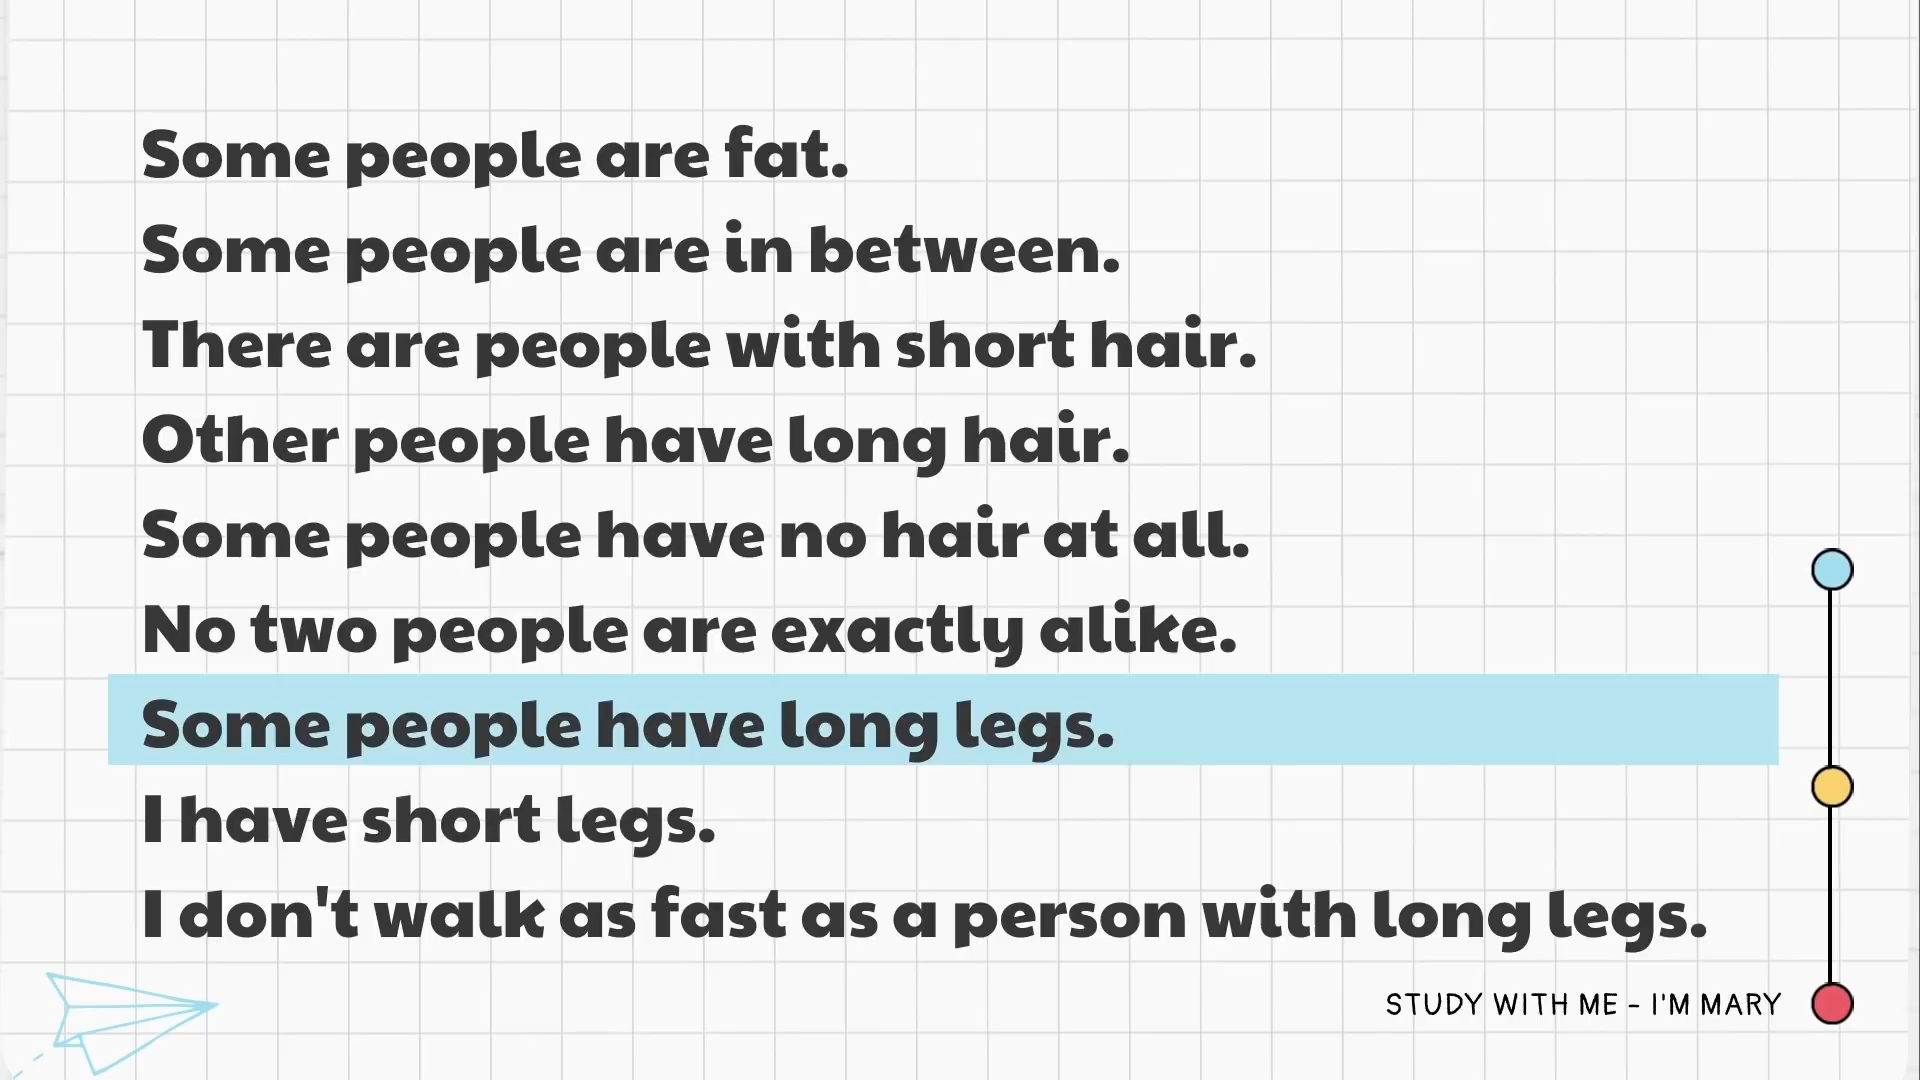 Some people are fat.
Some people are in between.
There are people with short hair.
Other people have long hair.
Some people have no hair at all.
No two people are exactly alike.
Some people have long legs.
I have short legs.
I don't walk as fast as a person with long legs.
STUDY WITH ME - I'M MARY